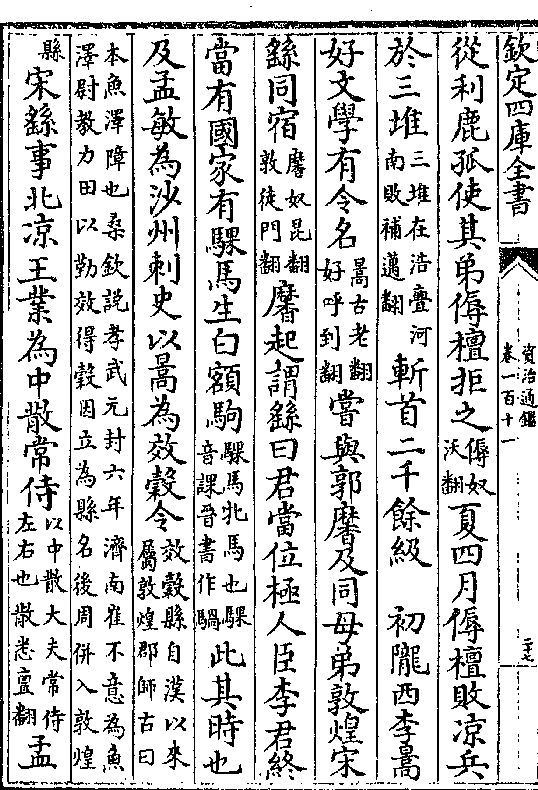 欽定四庫全書
資治通鑑
卷一百十一
二十七
從利鹿孤使其弟傉檀拒之傉奴沃翻夏四月傉檀敗凉兵
於三堆三堆在浩亹河南敗補邁翻斬首二千餘級 初隴西李暠
好文學有令名暠古老翻好呼到翻嘗與郭黁及同母弟敦煌宋
繇同宿黁奴昆翻敦徒門翻黁起謂繇曰君當位極人臣李君終
當有國家有騍馬生白額駒騍馬牝馬也騍音課晉書作騧此其時也
及孟敏為沙州刺史以暠為效穀令效穀縣自漢以來屬敦煌郡師古曰
本魚澤障也桑欽説孝武元封六年濟南崔不意為魚澤尉教力田以勤效得穀因立為縣名後周併入敦煌
縣宋繇事北凉王業為中散常侍以中散大夫常侍左右也散悉亶翻孟